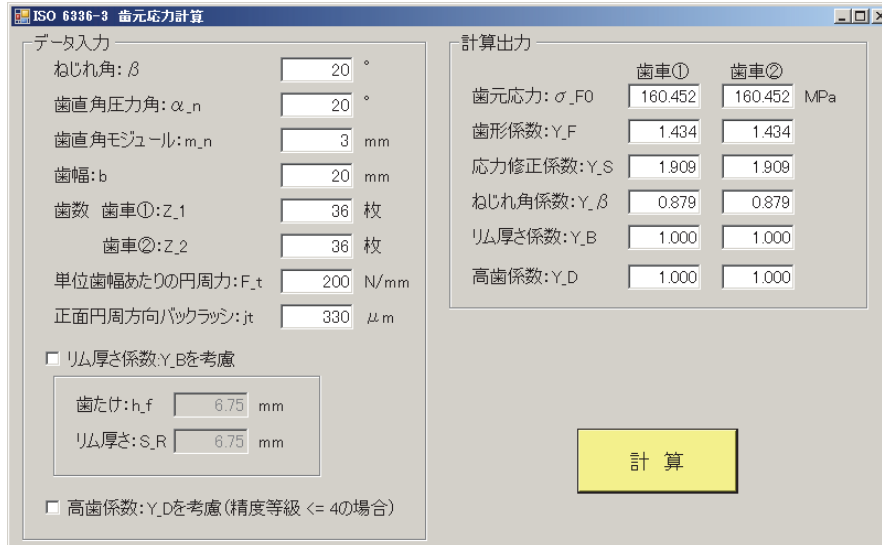 ISO 6336-3 歯元応力計算
データ入力
ねじれ角:β 20 °
歯直角圧力角:α_n 20 °
歯直角モジュール:m_n 3 mm
歯幅:b 20 mm
歯数 歯車①:Z_1 36 枚
歯車②:Z_2 36 枚
単位歯幅あたりの円周力:F_t 200 N/mm
正面円周方向バックラッシ:jt 330 μm
リム厚さ係数:Y_Bを考慮
歯たけ:h_f 6.75 mm
リム厚さ:S_R 6.75 mm
高歯係数:Y_Dを考慮(精度等級 <= 4の場合)
計算出力
歯車① 歯車②
歯元応力:σ_F0 160.452 160.452 MPa
歯形係数:Y_F 1.434 1.434
応力修正係数:Y_S 1.909 1.909
ねじれ角係数:Y_β 0.879 0.879
リム厚さ係数:Y_B 1.000 1.000
高歯係数:Y_D 1.000 1.000
計 算